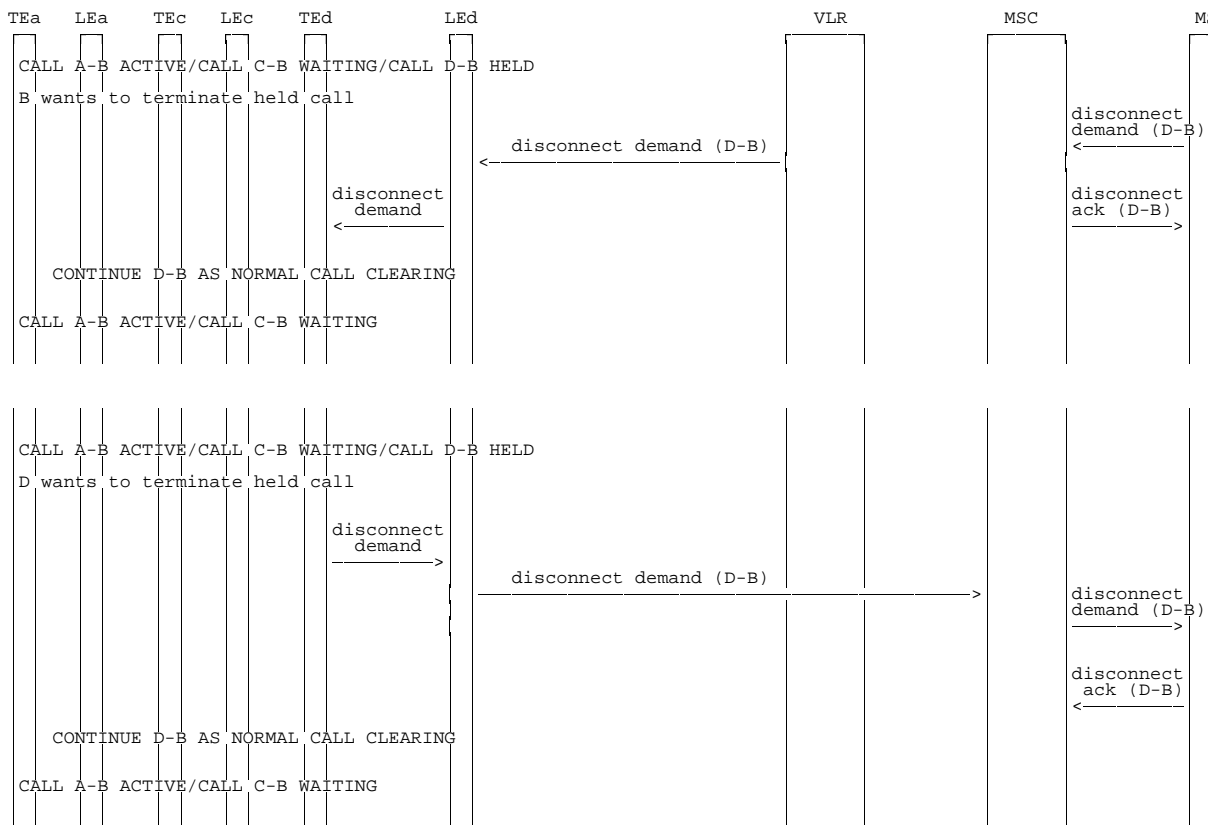 TEa LEa TEc LEc TEd LEd VLR MSC
CALL A-B ACTIVE/CALL C-B WAITING/CALL D-B HELD
B wants to terminate held call
disconnect
demand (D-B)
disconnect demand (D-B)
disconnect
demand
disconnect
ack (D-B)
CONTINUE D-B AS NORMAL CALL CLEARING
CALL A-B ACTIVE/CALL C-B WAITING
CALL A-B ACTIVE/CALL C-B WAITING/CALL D-B HELD
D wants to terminate held call
disconnect
demand
disconnect demand (D-B)
disconnect
demand (D-B)
disconnect
ack (D-B)
CONTINUE D-B AS NORMAL CALL CLEARING
CALL A-B ACTIVE/CALL C-B WAITING